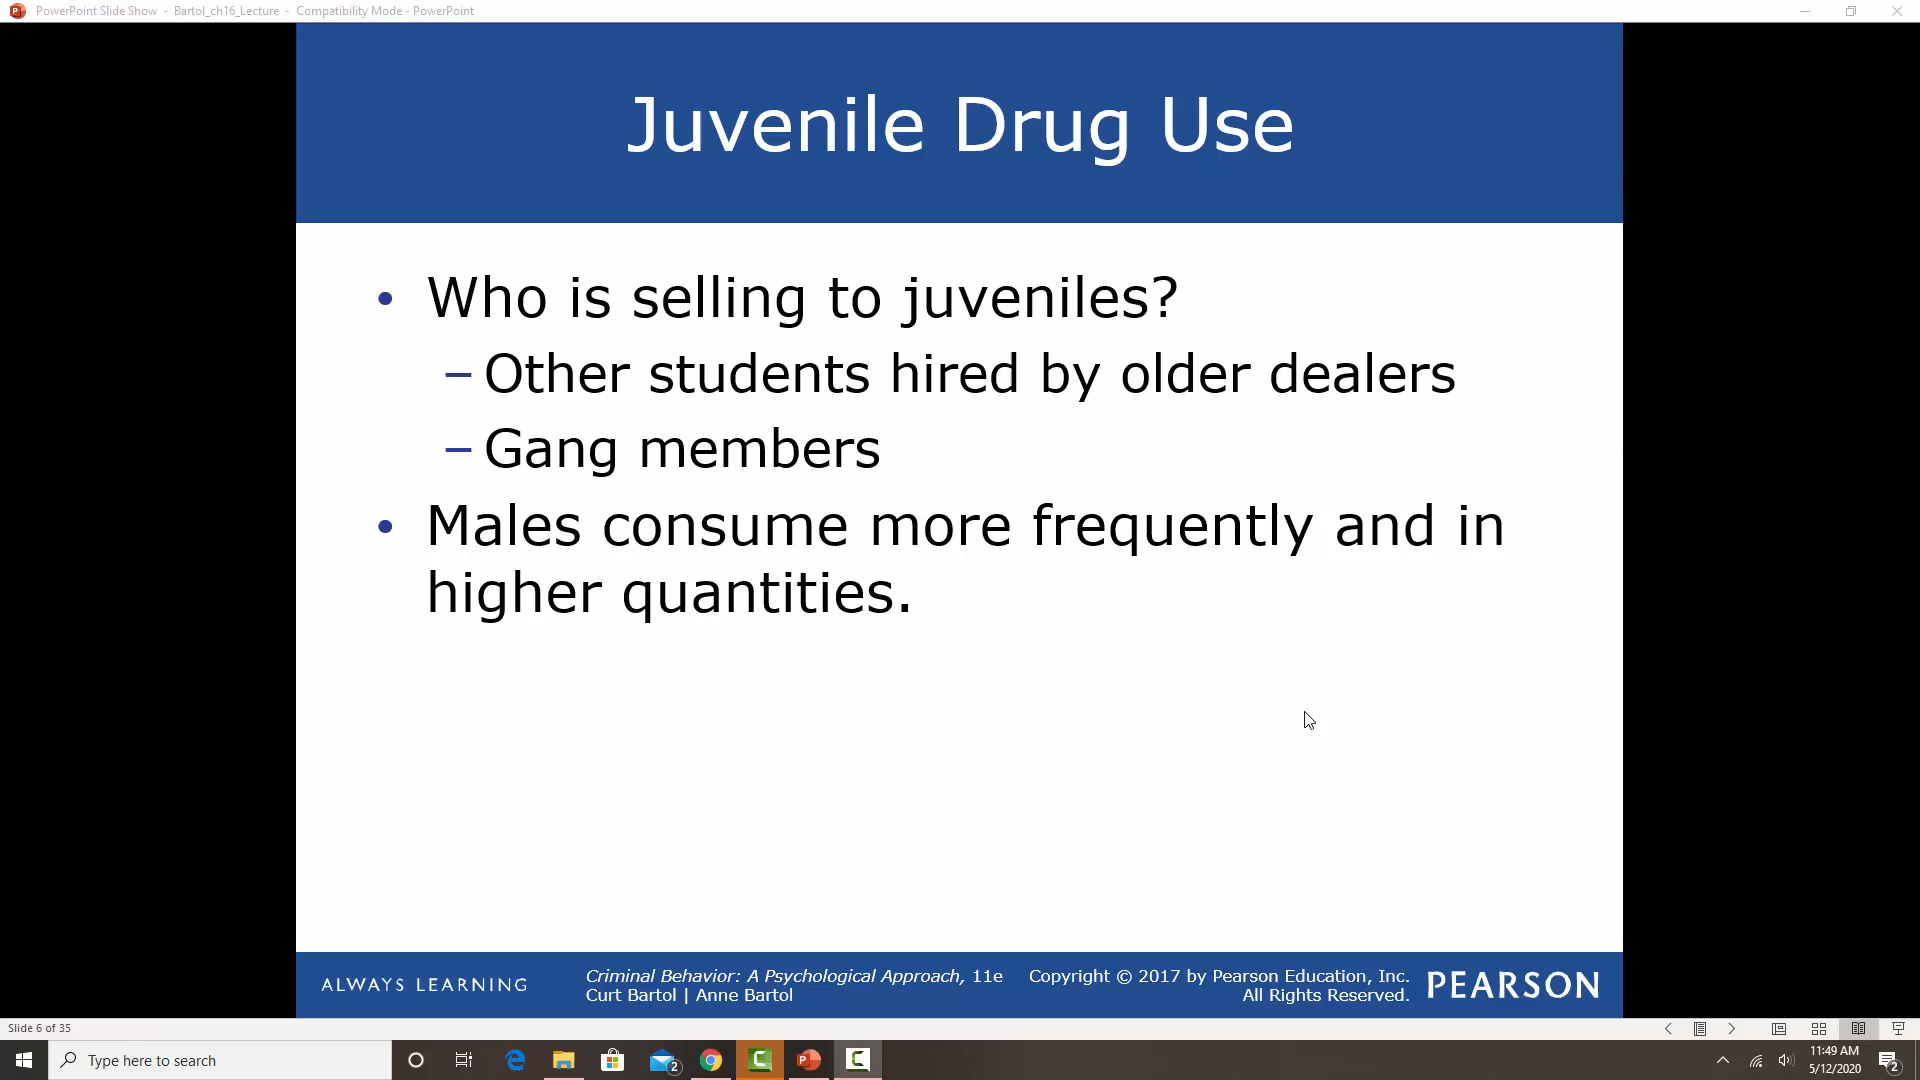 PowerPoint Slide Show - Bartol_ch16_Lecture - Compatibility Mode - PowerPoint
Juvenile Drug Use
• Who is selling to juveniles?
– Other students hired by older dealers
– Gang members
• Males consume more frequently and in
higher quantities.
ALWAYS LEARNING
Criminal Behavior: A Psychological Approach, 11e
Curt Bartol | Anne Bartol
Copyright © 2017 by Pearson Education, Inc.
All Rights Reserved.
PEARSON
Slide 6 of 35
Type here to search
2
11:49 AM
5/12/2020
2